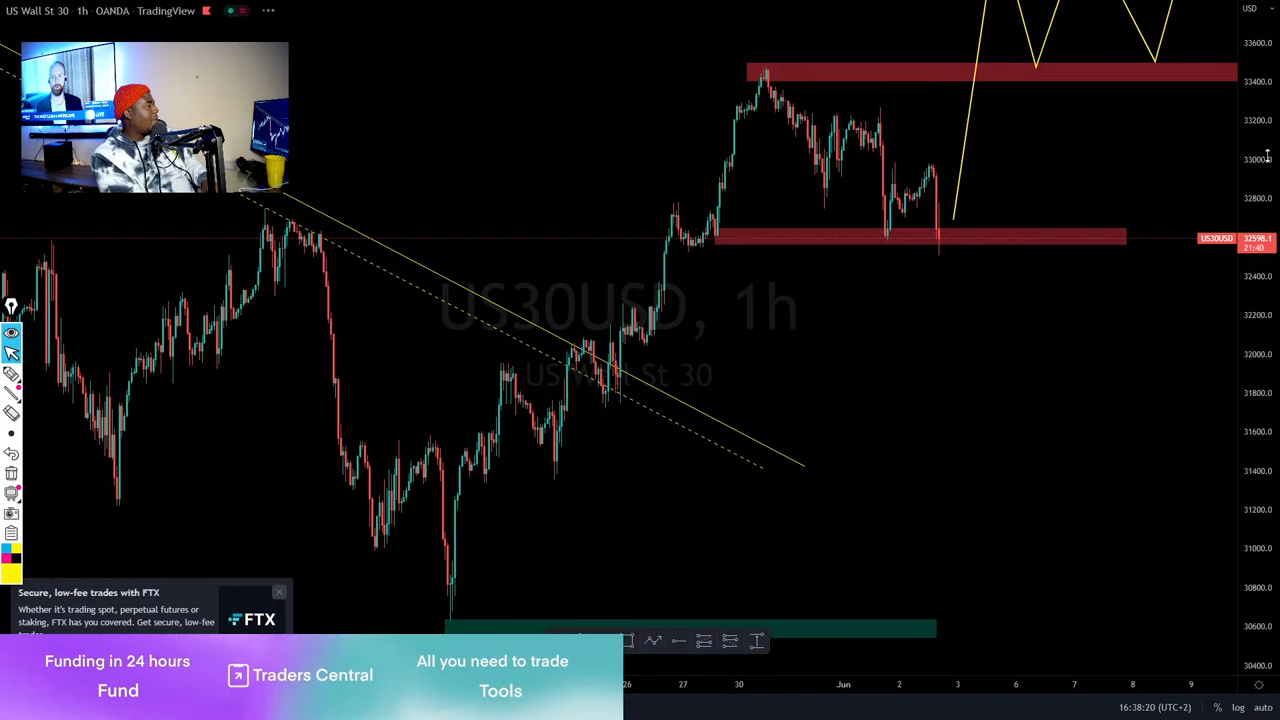 US Wall St 30 · 1h · OANDA · TradingView
USD
33600.0
33400.0
33200.0
33000.0
32800.0
US30USD 32598.1
21:40
32400.0
32200.0
32000.0
31800.0
31600.0
31400.0
31200.0
31000.0
30800.0
30600.0
30400.0
LIVE
US30USD, 1h
US Wall St 30
Secure, low-fee trades with FTX
Whether it's trading spot, perpetual futures or
staking, FTX has you covered. Get secure, low-fee
FTX
Funding in 24 hours
Fund
Traders Central
All you need to trade
Tools
26 27 30 Jun 2 3 6 7 8 9
16:38:20 (UTC+2) % log auto